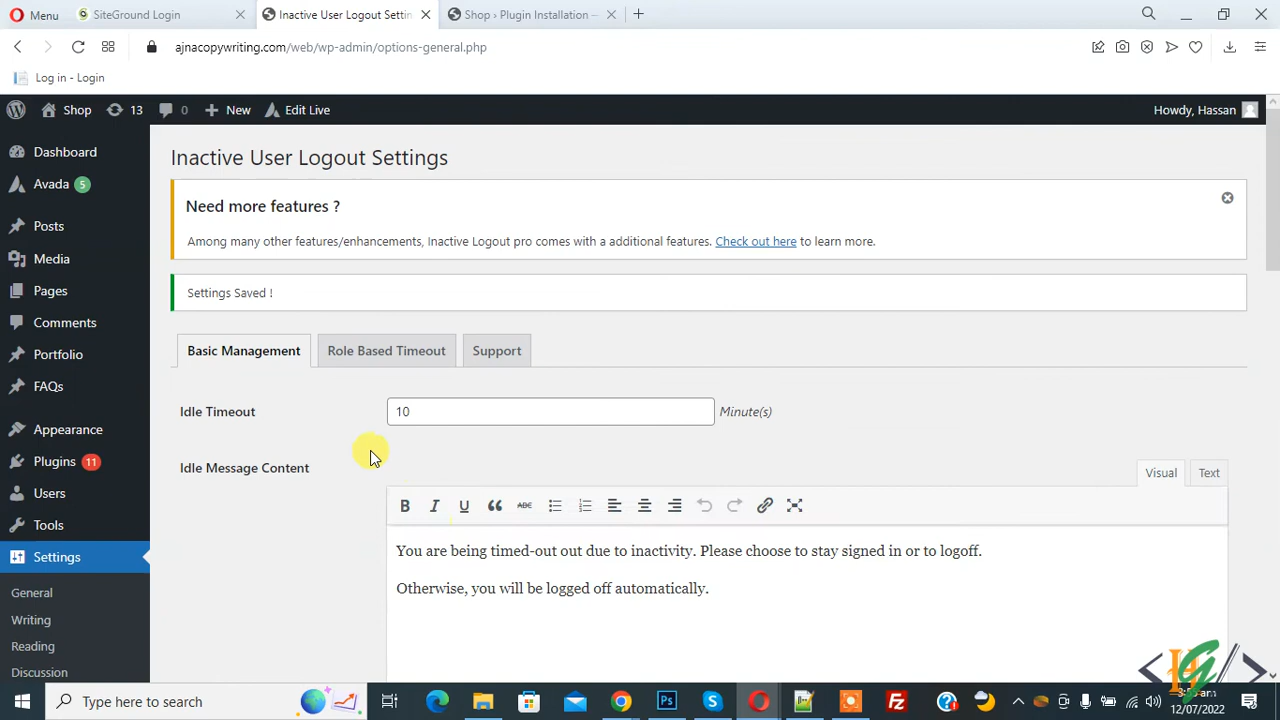 Menu
SiteGround Login
Inactive User Logout Settin
Shop › Plugin Installation —
ajnacopywriting.com/web/wp-admin/options-general.php
Log in - Login
Shop
13
0
New
Edit Live
Howdy, Hassan
Dashboard
Avada 5
Posts
Media
Pages
Comments
Portfolio
FAQs
Appearance
Plugins 11
Users
Tools
Settings
General
Writing
Reading
Discussion
Inactive User Logout Settings
Need more features ?
Among many other features/enhancements, Inactive Logout pro comes with a additional features. Check out here to learn more.
Settings Saved !
Basic Management
Role Based Timeout
Support
Idle Timeout
10
Minute(s)
Idle Message Content
Visual
Text
B I U ABC
You are being timed-out out due to inactivity. Please choose to stay signed in or to logoff.
Otherwise, you will be logged off automatically.
Type here to search
12/07/2022